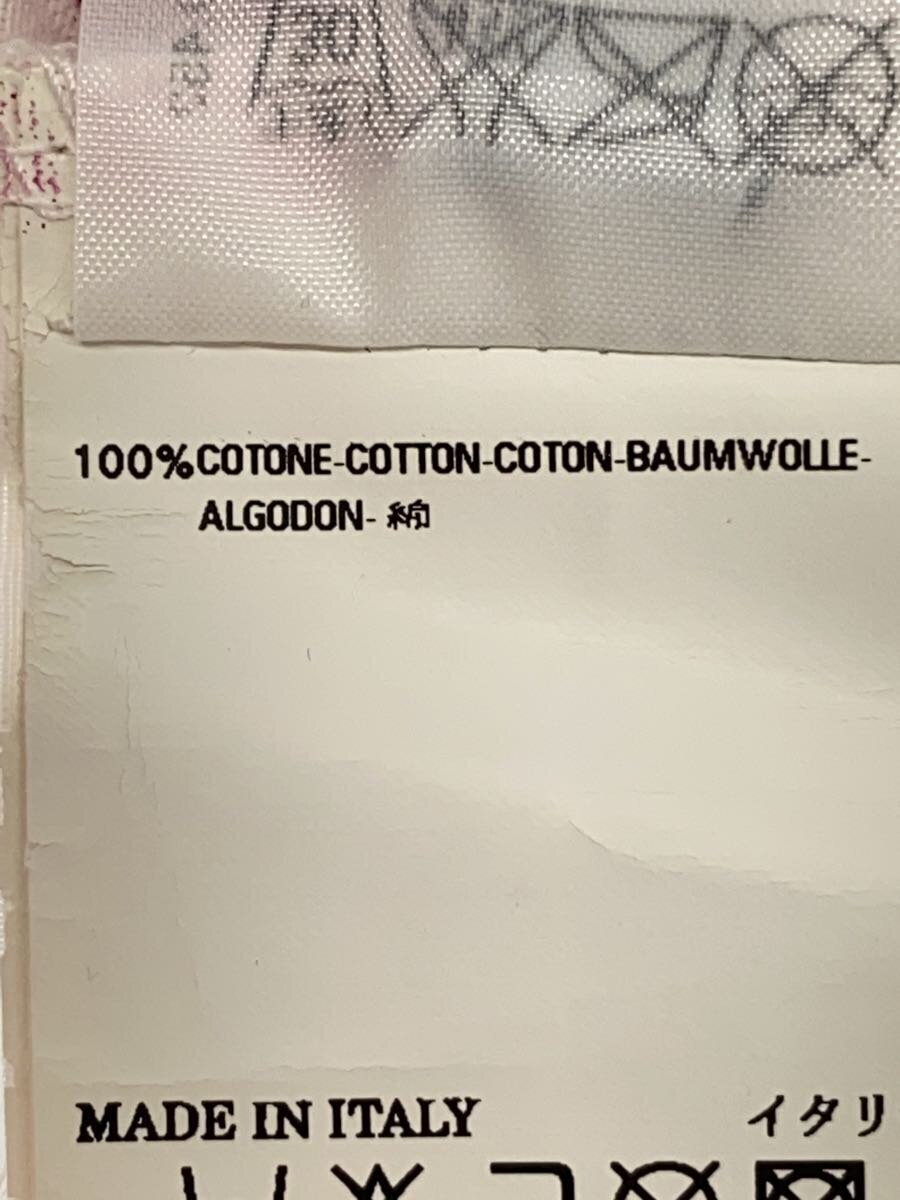 100%COTONE-COTTON-COTON-BAUMWOLLE-
ALGODON- 綿
MADE IN ITALY イタリ